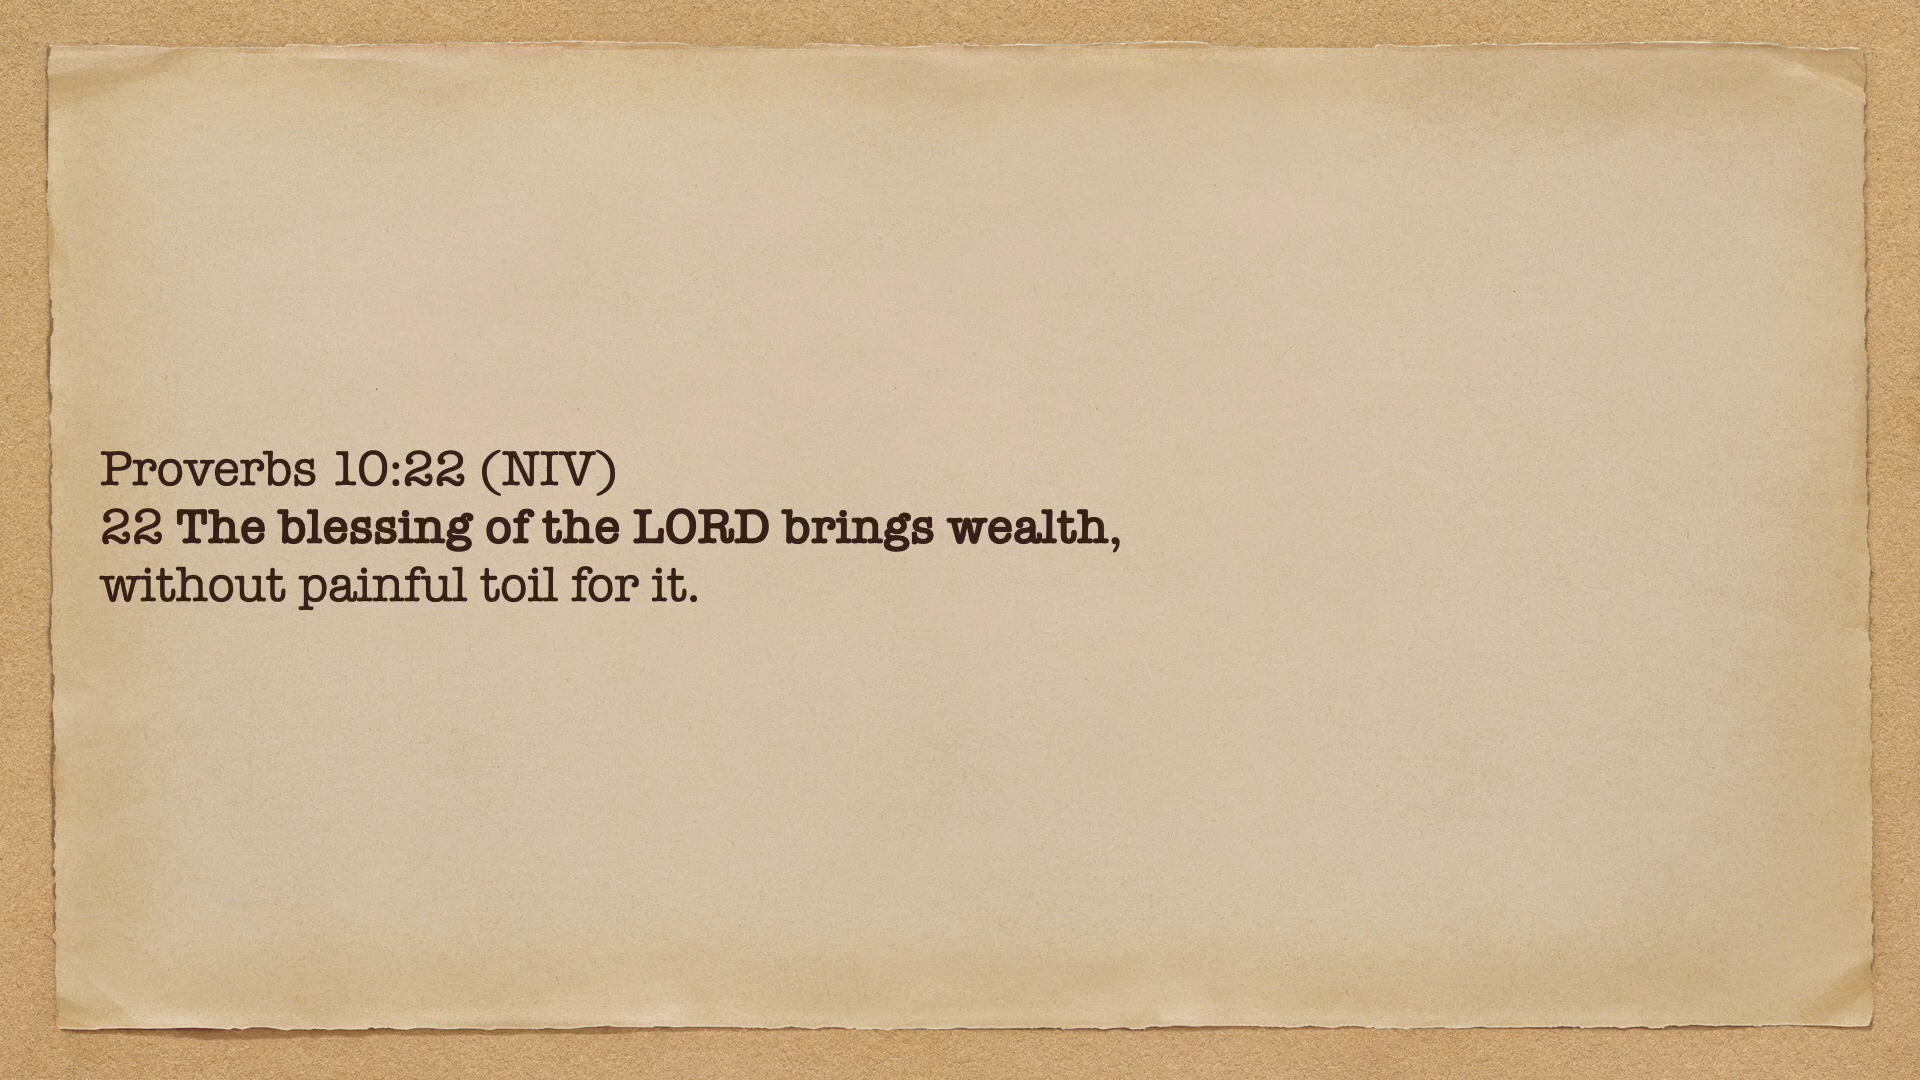 Proverbs 10:22 (NIV)
22 The blessing of the LORD brings wealth,
without painful toil for it.